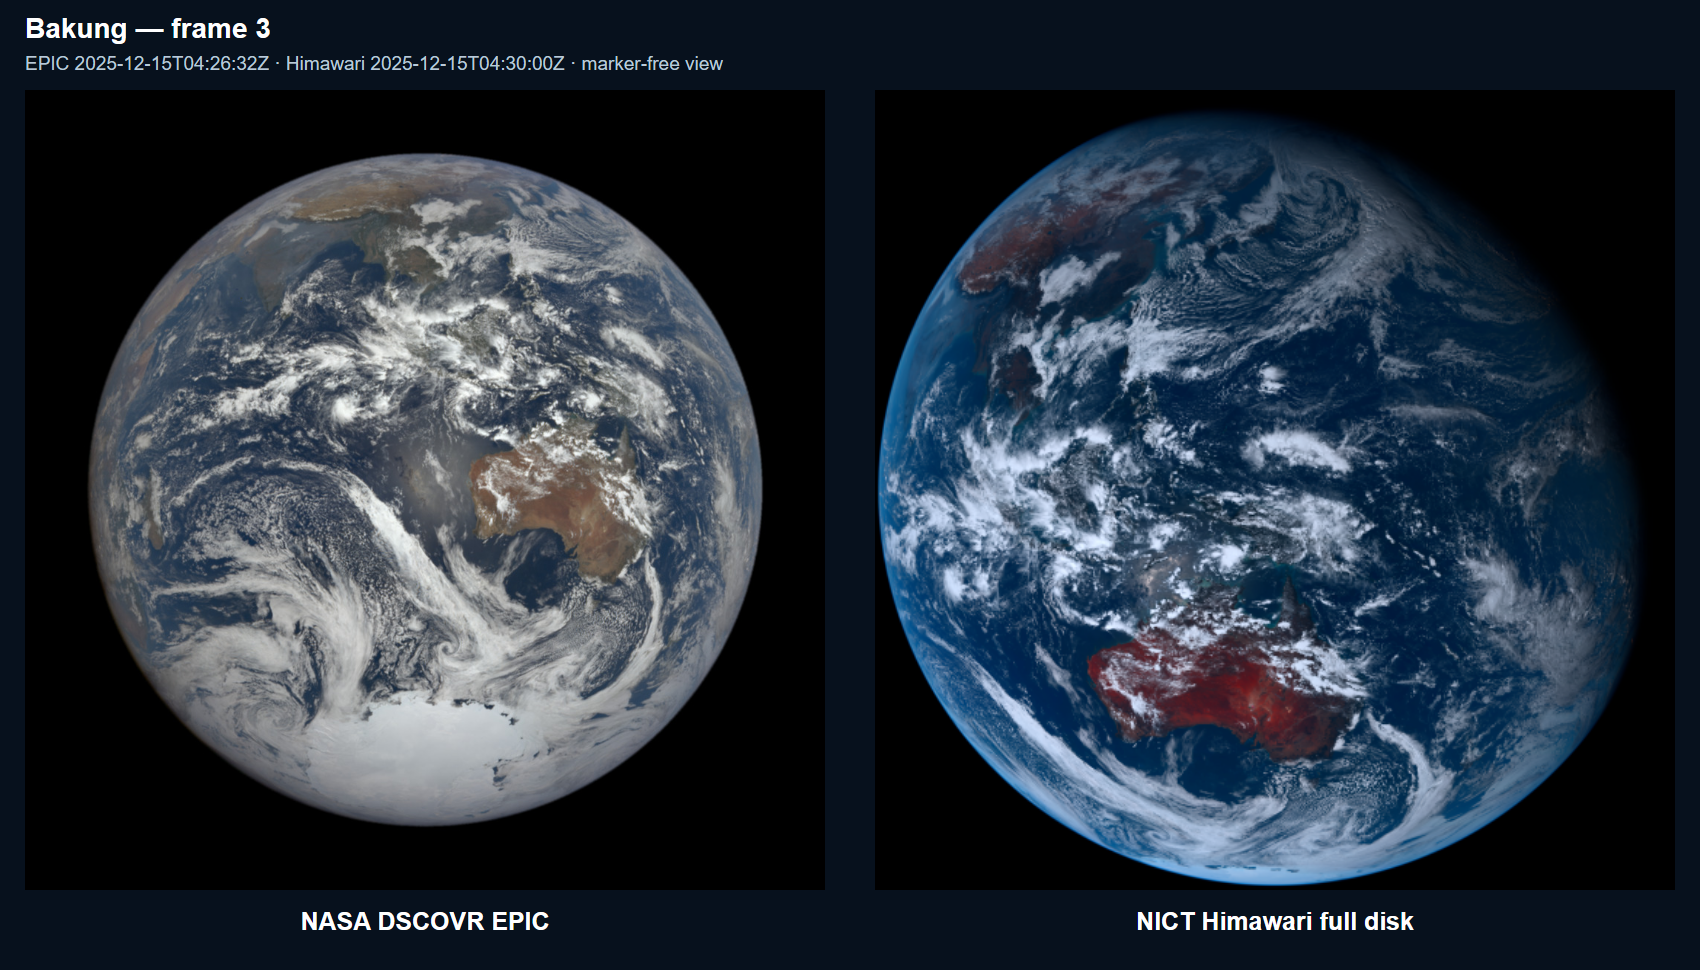 Bakung — frame 3
EPIC 2025-12-15T04:26:32Z · Himawari 2025-12-15T04:30:00Z · marker-free view
NASA DSCOVR EPIC
NICT Himawari full disk